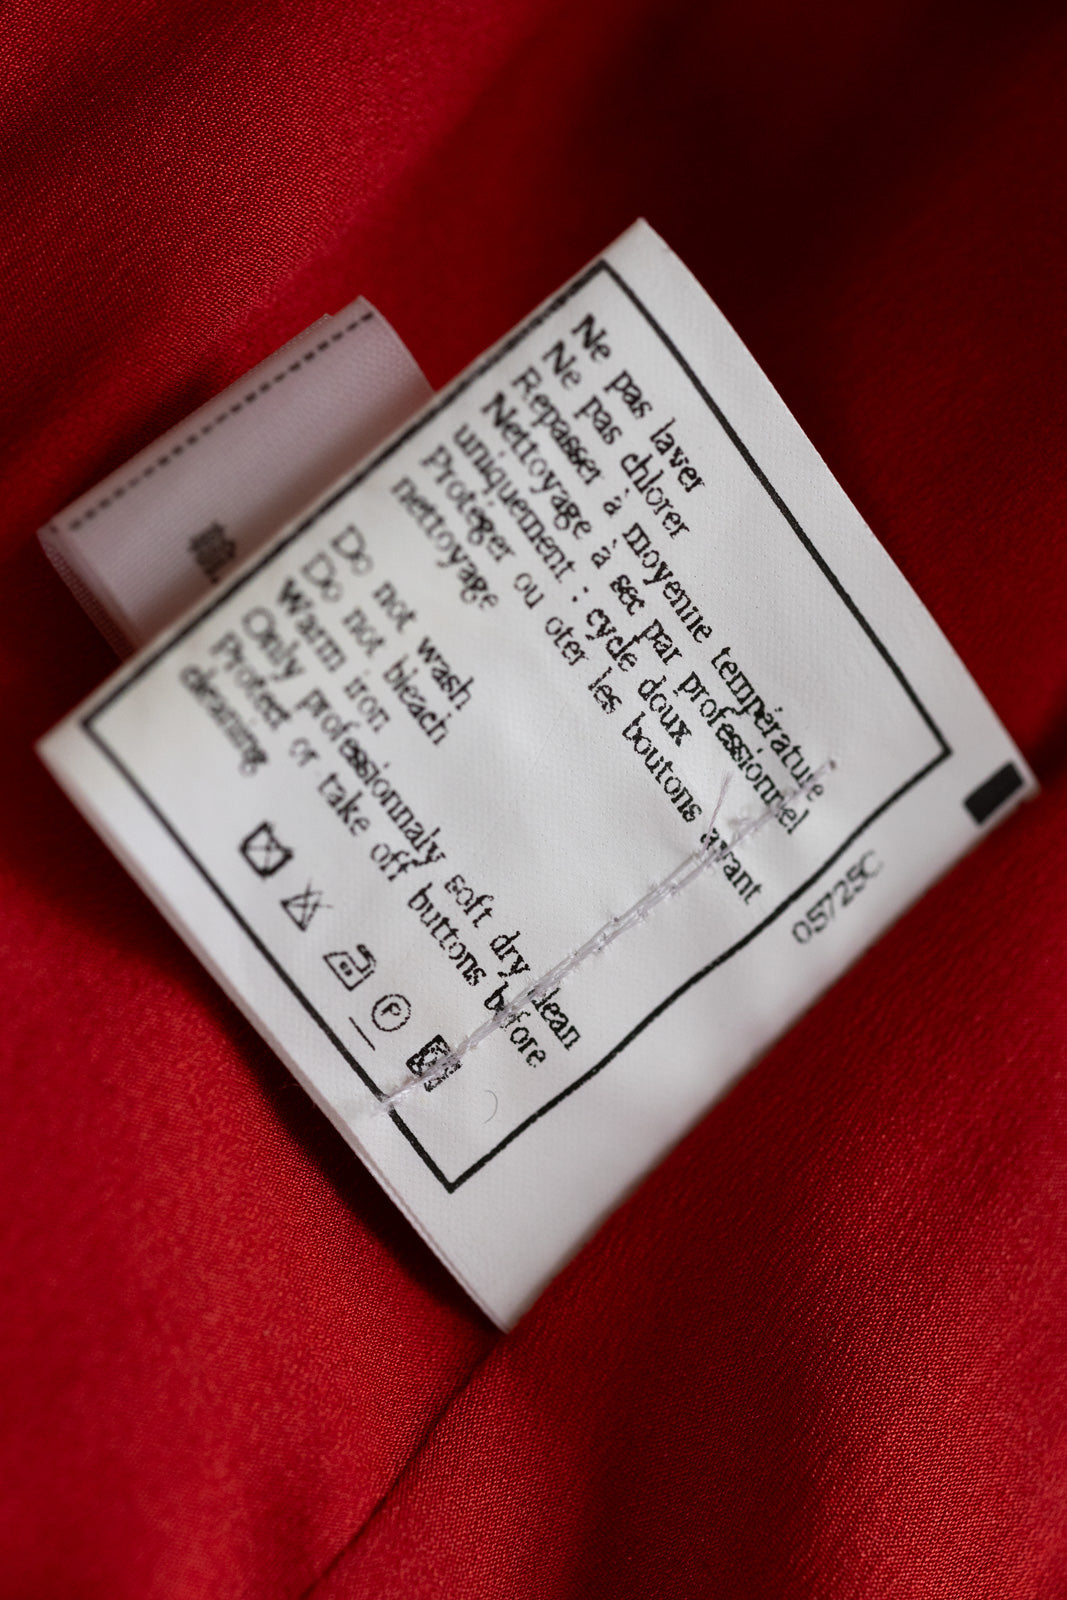 Ne pas laver
Ne pas chlorer
Repasser à moyenne température
Nettoyage à sec par professionnel
uniquement : cycle doux
Protéger ou oter les boutons avant
nettoyage
Do not wash
Do not bleach
Warm iron
Only professionnaly soft dry clean
Protect or take off buttons before
cleaning
P
05725C